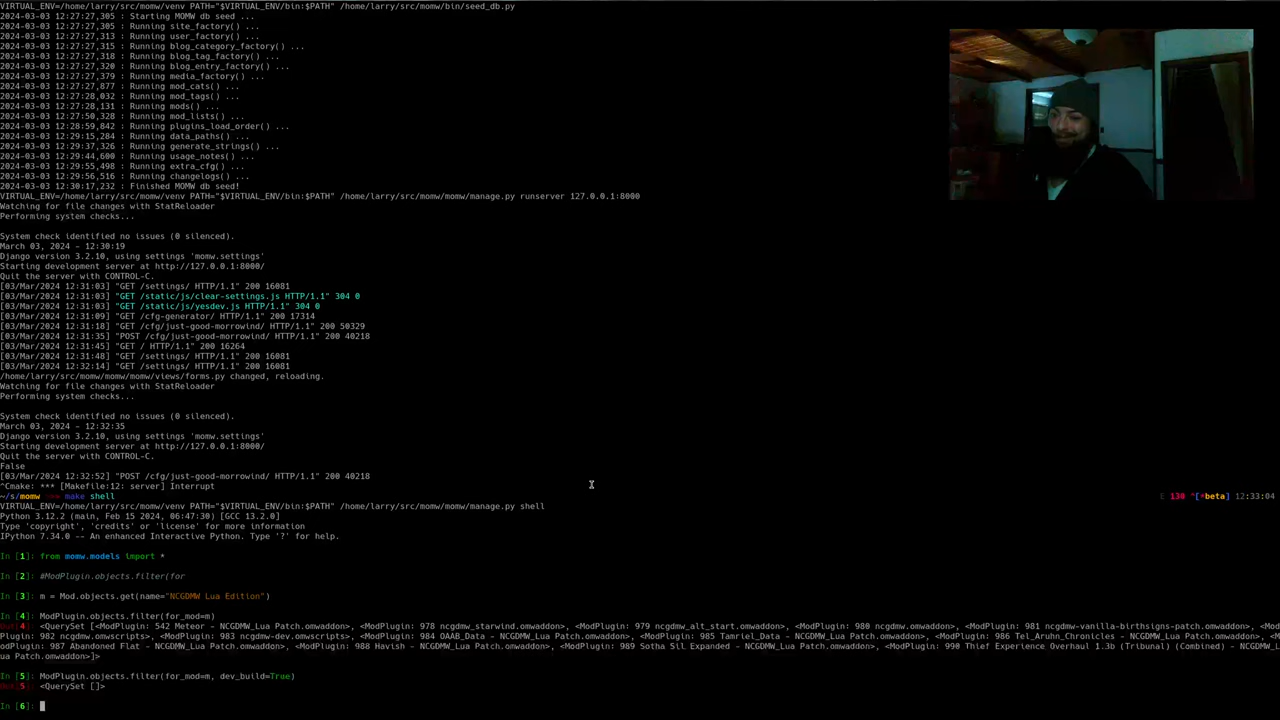 VIRTUAL_ENV=/home/larry/src/momw/venv PATH="$VIRTUAL_ENV/bin:$PATH" /home/larry/src/momw/bin/seed_db.py
2024-03-03 12:27:27,305 : Starting MOMW db seed ...
2024-03-03 12:27:27,305 : Running site_factory() ...
2024-03-03 12:27:27,313 : Running user_factory() ...
2024-03-03 12:27:27,315 : Running blog_category_factory() ...
2024-03-03 12:27:27,318 : Running blog_tag_factory() ...
2024-03-03 12:27:27,320 : Running blog_entry_factory() ...
2024-03-03 12:27:27,379 : Running media_factory() ...
2024-03-03 12:27:27,877 : Running mod_cats() ...
2024-03-03 12:27:28,032 : Running mod_tags() ...
2024-03-03 12:27:28,131 : Running mods() ...
2024-03-03 12:27:50,328 : Running mod_lists() ...
2024-03-03 12:28:59,842 : Running plugins_load_order() ...
2024-03-03 12:29:15,284 : Running data_paths() ...
2024-03-03 12:29:37,326 : Running generate_strings() ...
2024-03-03 12:29:44,600 : Running usage_notes() ...
2024-03-03 12:29:55,498 : Running extra_cfg() ...
2024-03-03 12:29:56,516 : Running changelogs() ...
2024-03-03 12:30:17,232 : Finished MOMW db seed!
VIRTUAL_ENV=/home/larry/src/momw/venv PATH="$VIRTUAL_ENV/bin:$PATH" /home/larry/src/momw/momw/manage.py runserver 127.0.0.1:8000
Watching for file changes with StatReloader
Performing system checks...
System check identified no issues (0 silenced).
March 03, 2024 - 12:30:19
Django version 3.2.10, using settings 'momw.settings'
Starting development server at http://127.0.0.1:8000/
Quit the server with CONTROL-C.
[03/Mar/2024 12:31:03] "GET /settings/ HTTP/1.1" 200 16081
[03/Mar/2024 12:31:03] "GET /static/js/clear-settings.js HTTP/1.1" 304 0
[03/Mar/2024 12:31:03] "GET /static/js/yesdev.js HTTP/1.1" 304 0
[03/Mar/2024 12:31:09] "GET /cfg-generator/ HTTP/1.1" 200 17314
[03/Mar/2024 12:31:18] "GET /cfg/just-good-morrowind/ HTTP/1.1" 200 50329
[03/Mar/2024 12:31:35] "POST /cfg/just-good-morrowind/ HTTP/1.1" 200 40218
[03/Mar/2024 12:31:45] "GET / HTTP/1.1" 200 16264
[03/Mar/2024 12:31:48] "GET /settings/ HTTP/1.1" 200 16081
[03/Mar/2024 12:32:14] "GET /settings/ HTTP/1.1" 200 16081
/home/larry/src/momw/momw/momw/views/forms.py changed, reloading.
Watching for file changes with StatReloader
Performing system checks...
System check identified no issues (0 silenced).
March 03, 2024 - 12:32:35
Django version 3.2.10, using settings 'momw.settings'
Starting development server at http://127.0.0.1:8000/
Quit the server with CONTROL-C.
False
[03/Mar/2024 12:32:52] "POST /cfg/just-good-morrowind/ HTTP/1.1" 200 40218
^Cmake: *** [Makefile:12: server] Interrupt
~/s/momw make shell 130 ^[*beta] 12:33:04
VIRTUAL_ENV=/home/larry/src/momw/venv PATH="$VIRTUAL_ENV/bin:$PATH" /home/larry/src/momw/momw/manage.py shell
Python 3.12.2 (main, Feb 15 2024, 06:47:30) [GCC 13.2.0]
Type 'copyright', 'credits' or 'license' for more information
IPython 7.34.0 -- An enhanced Interactive Python. Type '?' for help.
In [1]: from momw.models import *
In [2]: #ModPlugin.objects.filter(for
In [3]: m = Mod.objects.get(name="NCGDMW Lua Edition")
In [4]: ModPlugin.objects.filter(for_mod=m)
Out[4]: <QuerySet [<ModPlugin: 542 Meteor - NCGDMW_Lua Patch.omwaddon>, <ModPlugin: 978 ncgdmw_starwind.omwaddon>, <ModPlugin: 979 ncgdmw_alt_start.omwaddon>, <ModPlugin: 980 ncgdmw.omwaddon>, <ModPlugin: 981 ncgdmw-vanilla-birthsigns-patch.omwaddon>, <Mod
Plugin: 982 ncgdmw.omwscripts>, <ModPlugin: 983 ncgdmw-dev.omwscripts>, <ModPlugin: 984 OAAB_Data - NCGDMW_Lua Patch.omwaddon>, <ModPlugin: 985 Tamriel_Data - NCGDMW_Lua Patch.omwaddon>, <ModPlugin: 986 Tel_Aruhn_Chronicles - NCGDMW_Lua Patch.omwaddon>, <M
odPlugin: 987 Abandoned Flat - NCGDMW_Lua Patch.omwaddon>, <ModPlugin: 988 Havish - NCGDMW_Lua Patch.omwaddon>, <ModPlugin: 989 Sotha Sil Expanded - NCGDMW_Lua Patch.omwaddon>, <ModPlugin: 990 Thief Experience Overhaul 1.3b (Tribunal) (Combined) - NCGDMW_L
ua Patch.omwaddon>]>
In [5]: ModPlugin.objects.filter(for_mod=m, dev_build=True)
Out[5]: <QuerySet []>
In [6]: